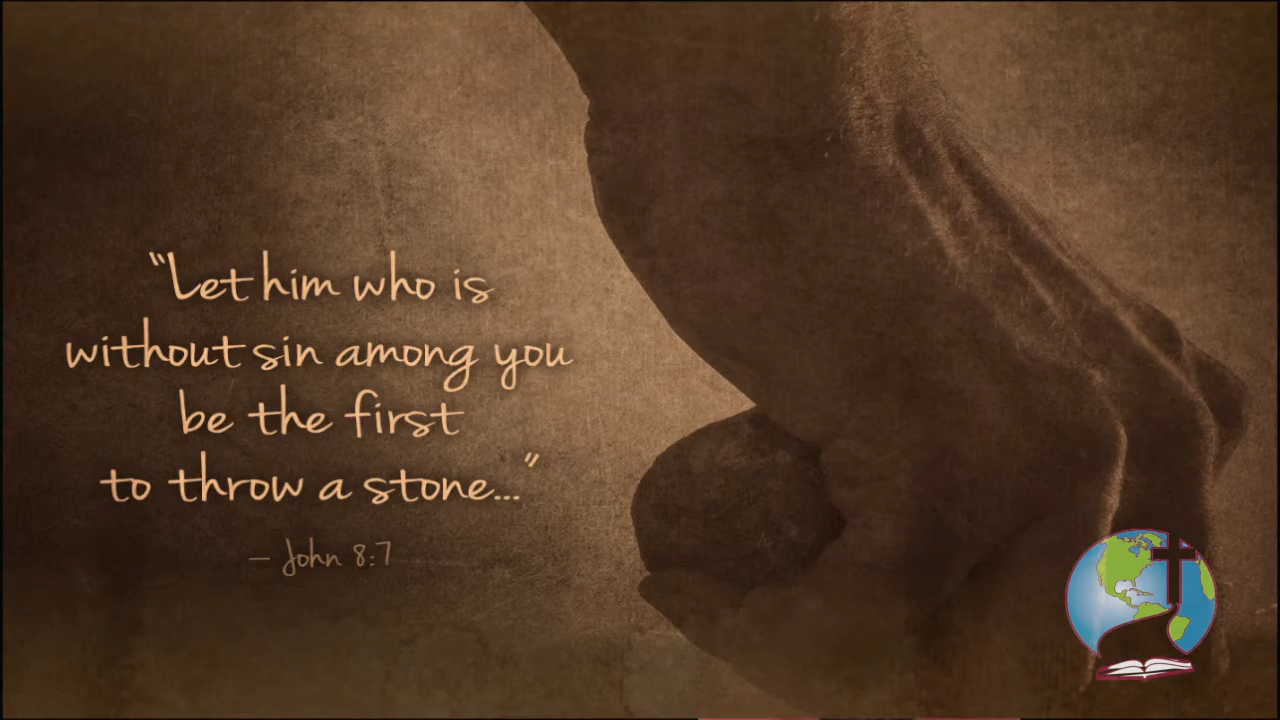 “Let him who is
without sin among you
be the first
to throw a stone...”
– John 8:7